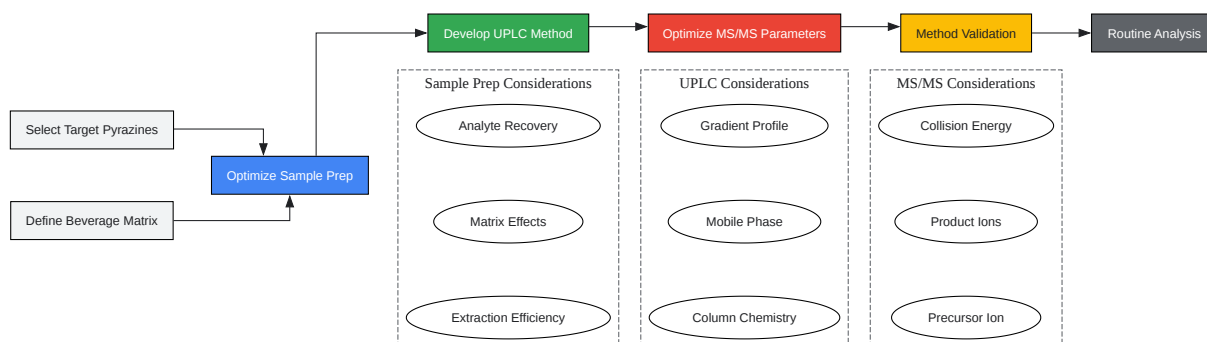 Develop UPLC Method
Optimize MS/MS Parameters
Method Validation
Routine Analysis
Select Target Pyrazines
Define Beverage Matrix
Optimize Sample Prep
Sample Prep Considerations
Analyte Recovery
Matrix Effects
Extraction Efficiency
UPLC Considerations
Gradient Profile
Mobile Phase
Column Chemistry
MS/MS Considerations
Collision Energy
Product Ions
Precursor Ion